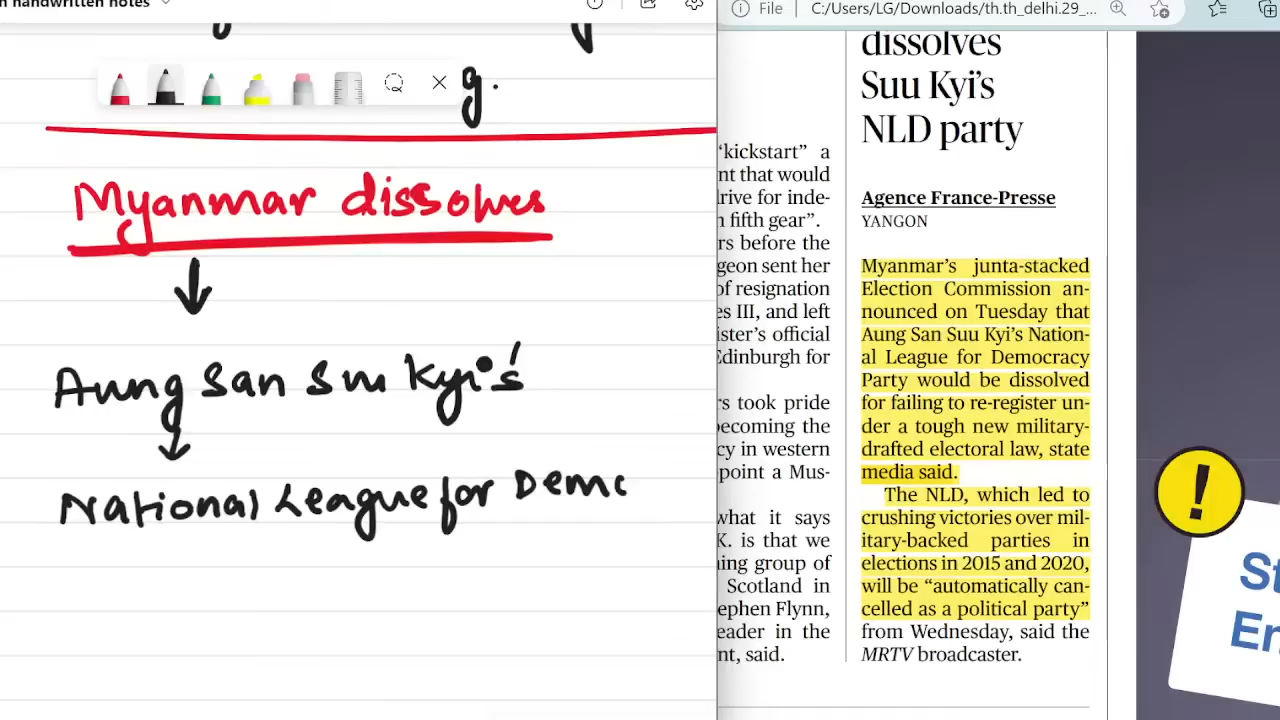 handwritten notes
g.
Myanmar dissolves
Aung San Suu Kyi's
National League for Demo
File
C:/Users/LG/Downloads/th.th_delhi.29_...
"kickstart" a
nt that would
drive for inde-
n fifth gear".
rs before the
geon sent her
of resignation
es III, and left
ister's official
Edinburgh for
rs took pride
becoming the
cy in western
point a Mus-
what it says
K. is that we
ning group of
Scotland in
ephen Flynn,
eader in the
nt, said.
dissolves
Suu Kyi's
NLD party
Agence France-Presse
YANGON
Myanmar's junta-stacked
Election Commission an-
nounced on Tuesday that
Aung San Suu Kyi's Nation-
al League for Democracy
Party would be dissolved
for failing to re-register un-
der a tough new military-
drafted electoral law, state
media said.
The NLD, which led to
crushing victories over mil-
itary-backed parties in
elections in 2015 and 2020,
will be "automatically can-
celled as a political party"
from Wednesday, said the
MRTV broadcaster.
!
St
En